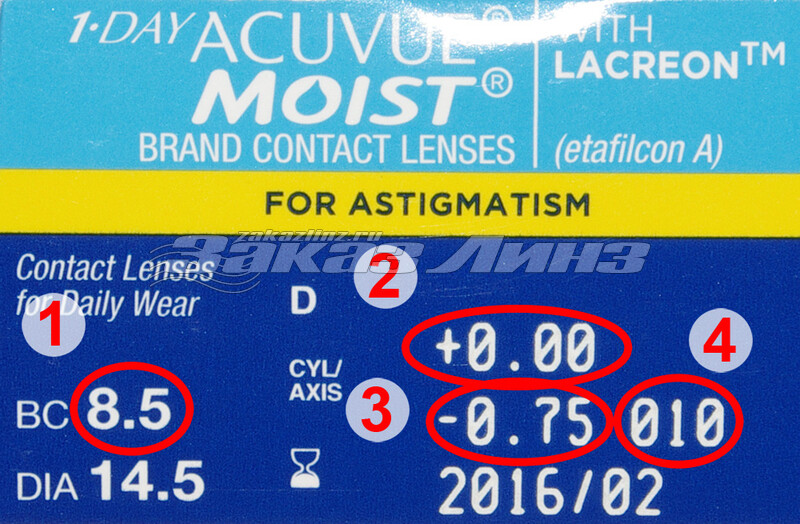 1·DAY ACUVUE®
MOIST®
BRAND CONTACT LENSES
WITH
LACREON™
(etafilcon A)
FOR ASTIGMATISM
zakazlinz.ru
Заказ Линз
Contact Lenses
for Daily Wear
D
2
+0.00
1
4
CYL/
AXIS
3
-0.75 010
BC 8.5
DIA 14.5
2016/02